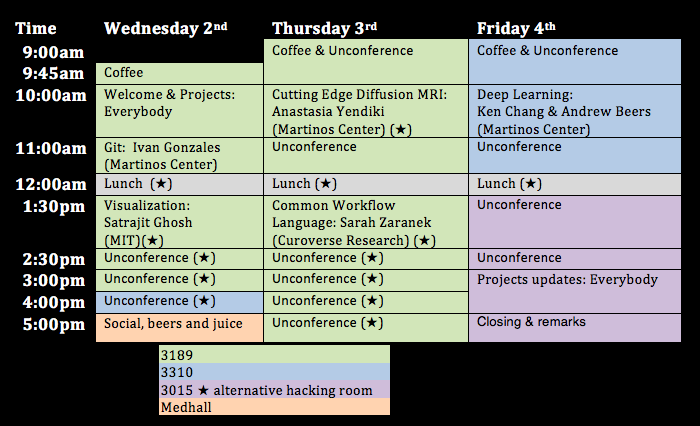 Time Wednesday 2nd Thursday 3rd Friday 4th
9:00am Coffee & Unconference Coffee & Unconference
9:45am Coffee
10:00am Welcome & Projects: Cutting Edge Diffusion MRI: Deep Learning:
Everybody Anastasia Yendiki Ken Chang & Andrew Beers
(Martinos Center) (★) (Martinos Center)
11:00am Git: Ivan Gonzales Unconference Unconference
(Martinos Center)
12:00am Lunch (★) Lunch (★) Lunch (★)
1:30pm Visualization: Common Workflow Unconference
Satrajit Ghosh Language: Sarah Zaranek
(MIT)(★) (Curoverse Research) (★)
2:30pm Unconference (★) Unconference (★) Unconference
3:00pm Unconference (★) Unconference (★) Projects updates: Everybody
4:00pm Unconference (★) Unconference (★)
5:00pm Social, beers and juice Unconference (★) Closing & remarks
3189
3310
3015 ★ alternative hacking room
Medhall